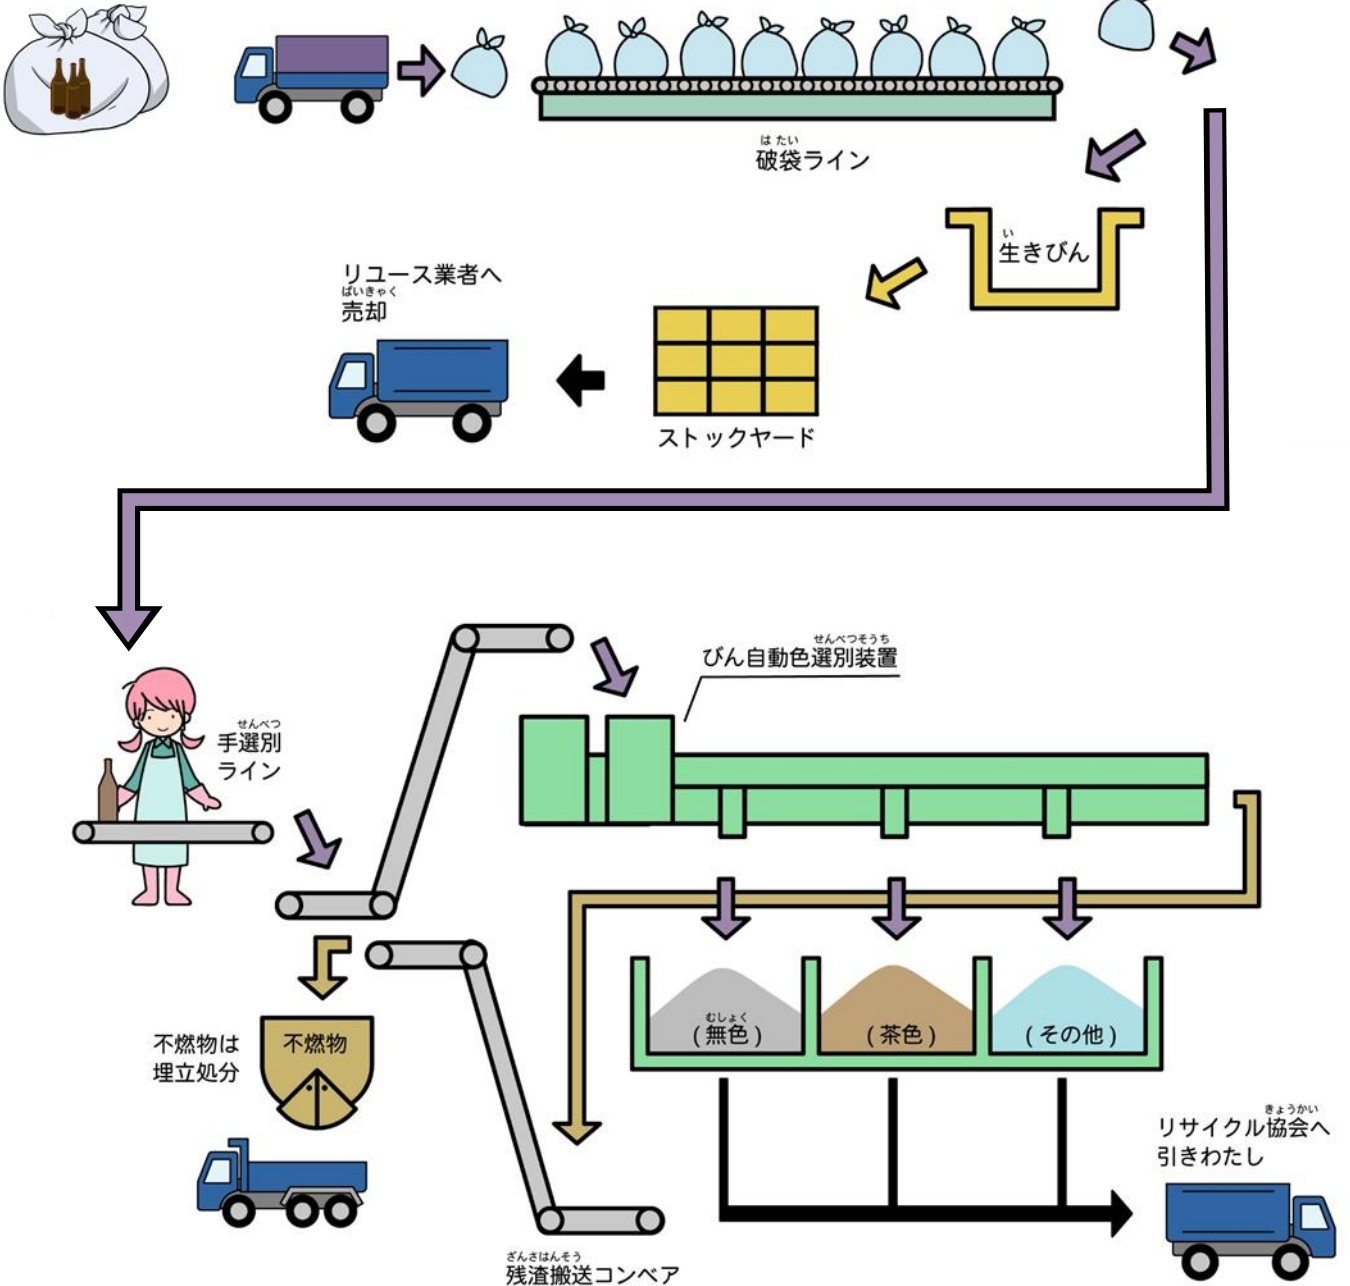 はたい
破袋ライン
い
生きびん
リユース業者へ
ばいきゃく
売却
ストックヤード
せんべつそうち
びん自動色選別装置
せんべつ
手選別
ライン
不燃物は
埋立処分
不燃物
むしょく
(無色)
(茶色)
(その他)
きょうかい
リサイクル協会へ
引きわたし
ざんさはんそう
残渣搬送コンベア